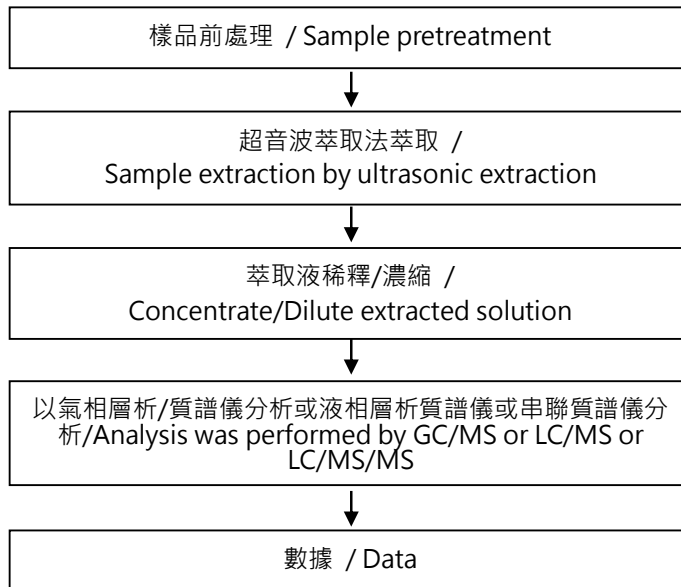 樣品前處理 / Sample pretreatment
超音波萃取法萃取 /
Sample extraction by ultrasonic extraction
萃取液稀釋/濃縮 /
Concentrate/Dilute extracted solution
以氣相層析/質譜儀分析或液相層析質譜儀或串聯質譜儀分
析/Analysis was performed by GC/MS or LC/MS or
LC/MS/MS
數據 / Data